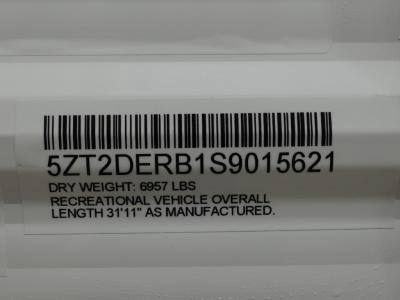 5ZT2DERB1S9015621
DRY WEIGHT: 6957 LBS
RECREATIONAL VEHICLE OVERALL
LENGTH 31'11" AS MANUFACTURED.